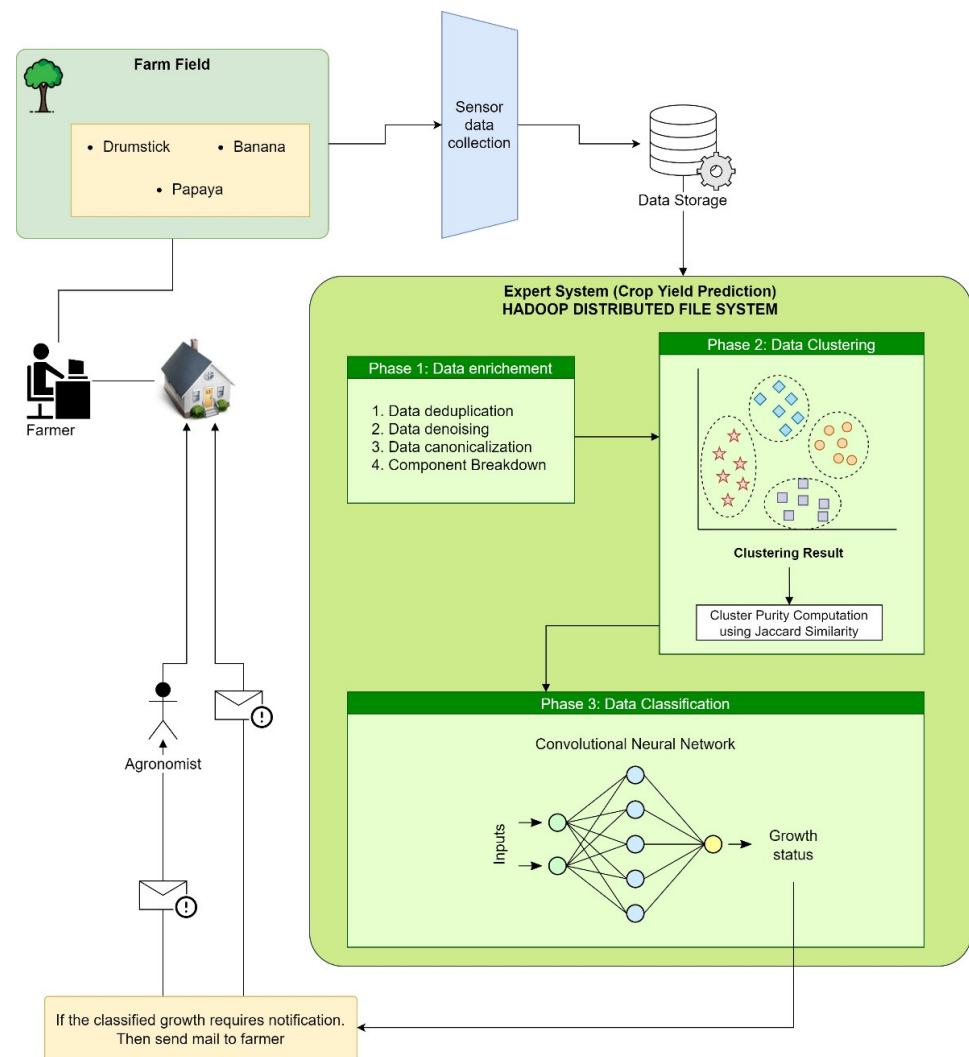 Farm Field
• Drumstick
• Banana
• Papaya
Sensor
data
collection
Data Storage
Farmer
Expert System (Crop Yield Prediction)
HADOOP DISTRIBUTED FILE SYSTEM
Phase 1: Data enrichement
1. Data deduplication
2. Data denoising
3. Data canonicalization
4. Component Breakdown
Phase 2: Data Clustering
Clustering Result
Cluster Purity Computation
using Jaccard Similarity
Phase 3: Data Classification
Convolutional Neural Network
Inputs
Growth
status
Agronomist
If the classified growth requires notification.
Then send mail to farmer